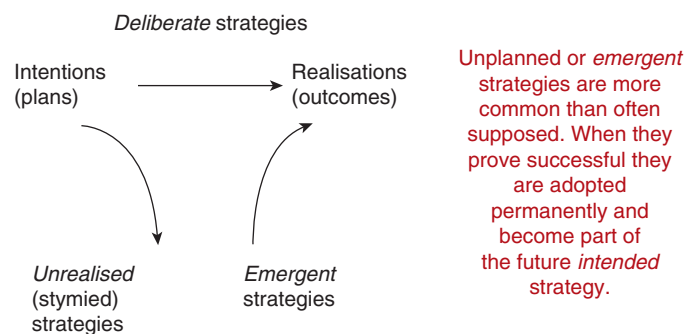 Deliberate strategies
Intentions
(plans)
Realisations
(outcomes)
Unrealised
(stymied)
strategies
Emergent
strategies
Unplanned or emergent
strategies are more
common than often
supposed. When they
prove successful they
are adopted
permanently and
become part of
the future intended
strategy.